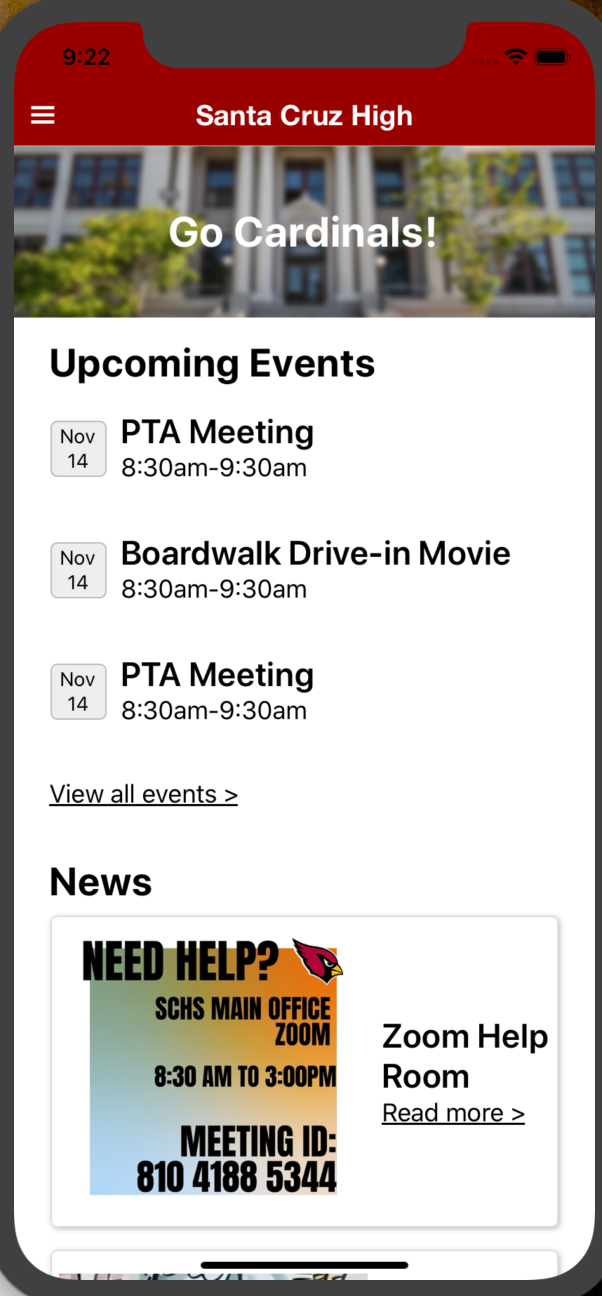 9:22
Santa Cruz High
Go Cardinals!
Upcoming Events
Nov
14
PTA Meeting
8:30am-9:30am
Nov
14
Boardwalk Drive-in Movie
8:30am-9:30am
Nov
14
PTA Meeting
8:30am-9:30am
View all events >
News
NEED HELP?
SCHS MAIN OFFICE
ZOOM
8:30 AM TO 3:00PM
MEETING ID:
810 4188 5344
Zoom Help
Room
Read more >